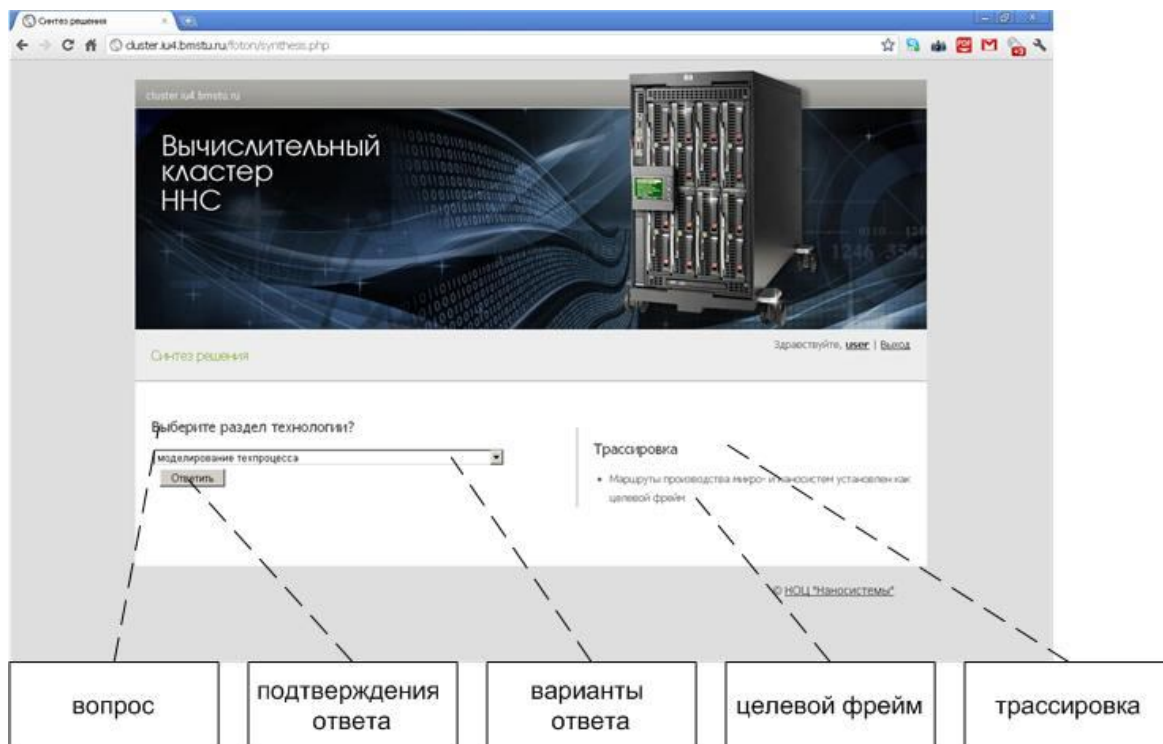 Синтез решения
cluster.iu4.bmstu.ru/foton/synthesis.php
cluster.iu4.bmstu.ru
Вычислительный
кластер
ННС
Синтез решения
Здравствуйте, user | Выход
Выберите раздел технологии?
моделирование техпроцесса
Ответить
Трассировка
Маршруты производства микро- и наносистем установлен как
целевой фрейм
© НОЦ "Наносистемы"
вопрос
подтверждения
ответа
варианты
ответа
целевой фрейм
трассировка